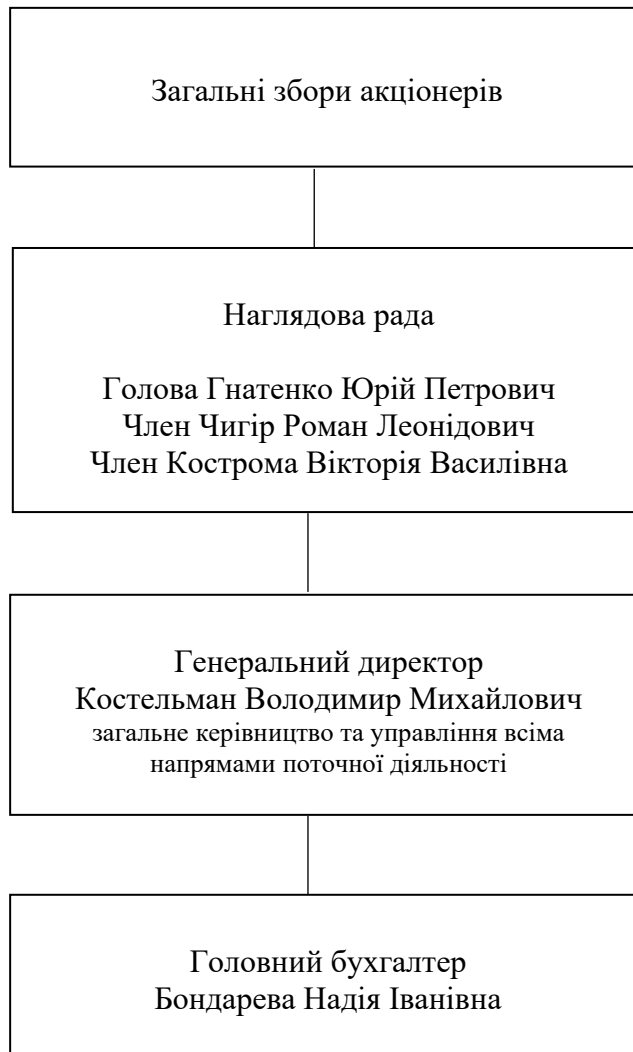 Загальні збори акціонерів
Наглядова рада
Голова Гнатенко Юрій Петрович
Член Чигір Роман Леонідович
Член Кострома Вікторія Василівна
Генеральний директор
Костельман Володимир Михайлович
загальне керівництво та управління всіма
напрямами поточної діяльності
Головний бухгалтер
Бондарева Надія Іванівна